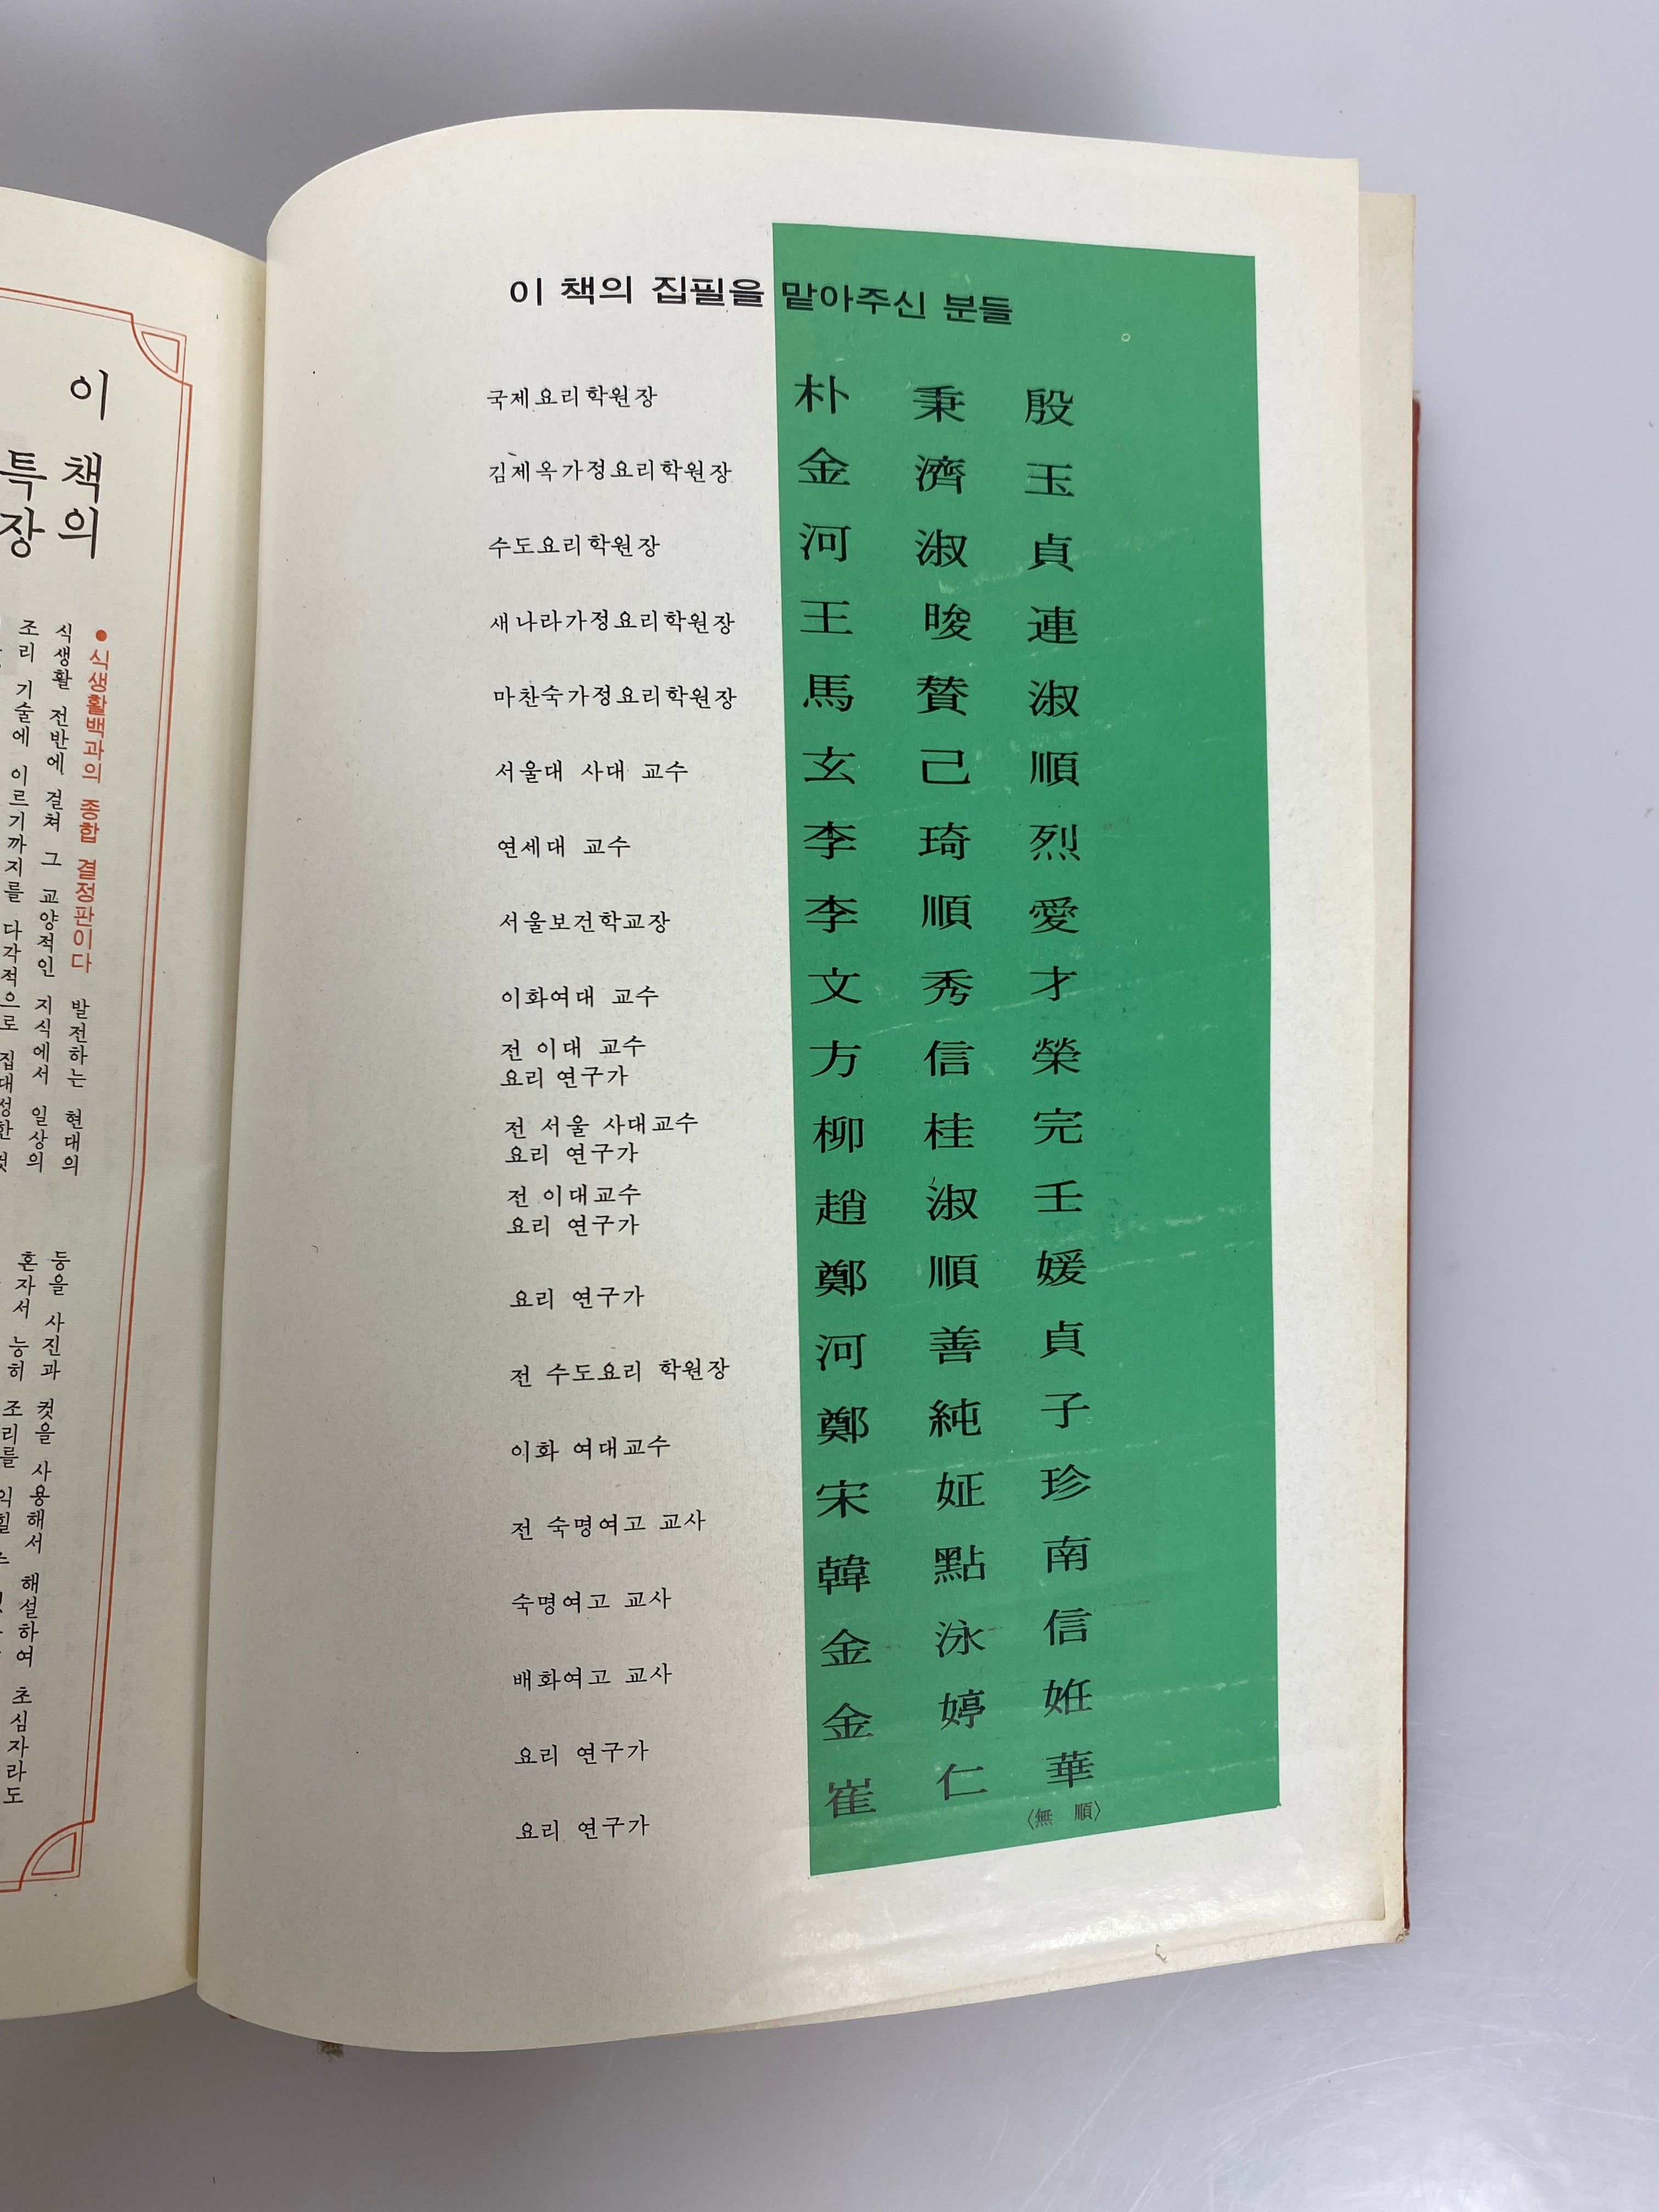 이 책의
특장
●식생활백과의 종합 결정판이다 발전하는 현대의
식생활 전반에 걸쳐 그 교양적인 지식에서 일상의
조리 기술에 이르기까지를 다각적으로 집대성한 것
등을 사진과 컷을 사용해서 해설하여 초심자라도
혼자서 능히 조리를 익힐 수
이 책의 집필을 맡아주신 분들
국제요리학원장 朴秉殷
김제옥가정요리학원장 金濟玉
수도요리학원장 河淑貞
새나라가정요리학원장 王晙連
마찬숙가정요리학원장 馬賛淑
서울대 사대 교수 玄己順
연세대 교수 李琦烈
서울보건학교장 李順愛
이화여대 교수 文秀才
전 이대 교수
요리 연구가 方信榮
전 서울 사대교수
요리 연구가 柳桂完
전 이대교수
요리 연구가 趙淑壬
요리 연구가 鄭順媛
전 수도요리 학원장 河善貞
이화 여대교수 鄭純子
전 숙명여고 교사 宋姃珍
숙명여고 교사 韓點南
배화여고 교사 金泳信
요리 연구가 金婷姙
요리 연구가 崔仁華
〈無 順〉